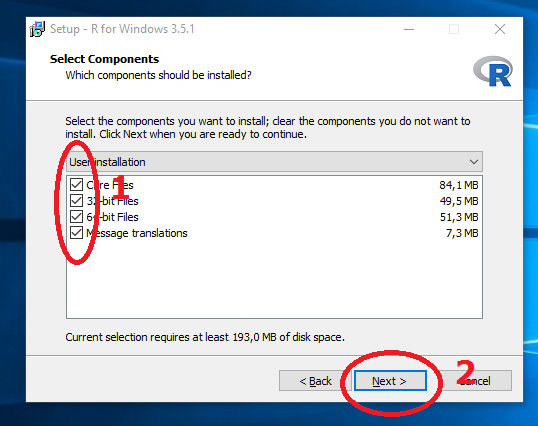 Setup - R for Windows 3.5.1
Select Components
Which components should be installed?
R
Select the components you want to install; clear the components you do not want to
install. Click Next when you are ready to continue.
User installation
1
Core Files 84,1 MB
32-bit Files 49,5 MB
64-bit Files 51,3 MB
Message translations 7,3 MB
Current selection requires at least 193,0 MB of disk space.
< Back Next > 2 Cancel